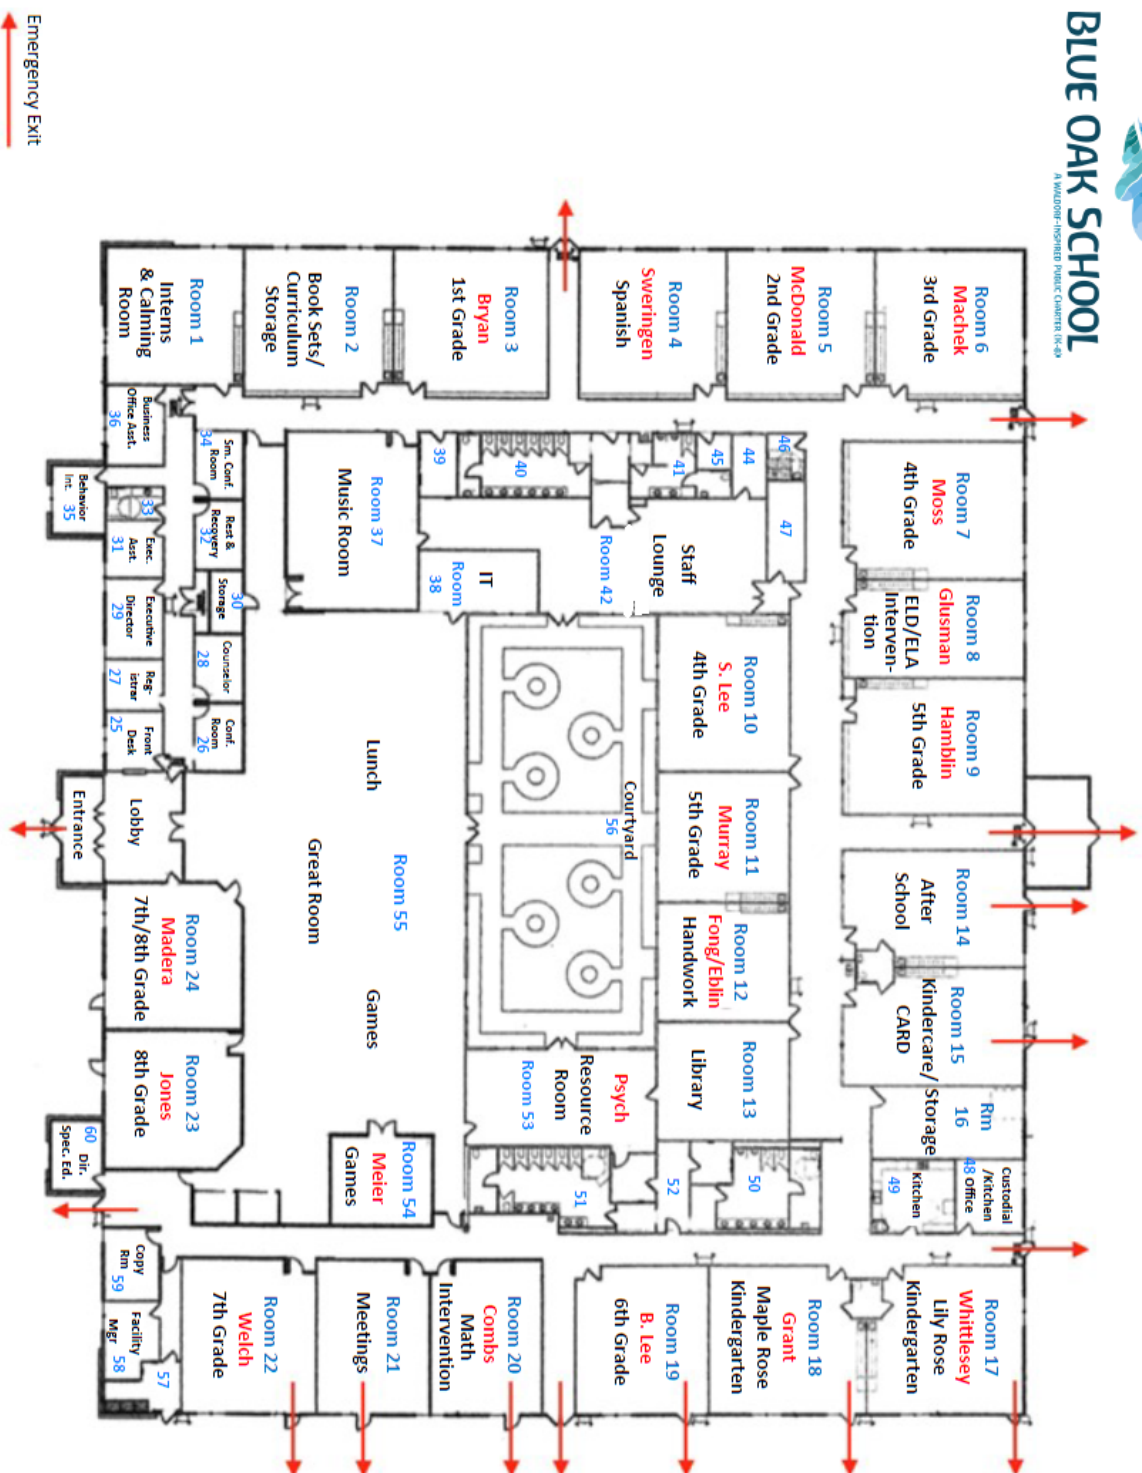 BLUE OAK SCHOOL
A WALDORF-INSPIRED PUBLIC CHARTER (K-8)
Emergency Exit
Room 6
Machek
3rd Grade
Room 5
McDonald
2nd Grade
Room 4
Sweringen
Spanish
Room 3
Bryan
1st Grade
Room 2
Book Sets/
Curriculum
Storage
Room 1
Interns
& Calming
Room
Room 7
Moss
4th Grade
Room 8
Glusman
ELD/ELA
Interven-
tion
Room 9
Hamblin
5th Grade
Room 14
After
School
Room 15
Kindercare/
CARD
Rm
16
Storage
Custodial
/Kitchen
48 Office
Kitchen
49
Room 17
Whittlesey
Lily Rose
Kindergarten
46
44
45
41
40
39
47
Staff
Lounge
Room 42
IT
Room
38
Room 37
Music Room
Room 10
S. Lee
4th Grade
Room 11
Murray
5th Grade
Room 12
Fong/Eblin
Handwork
Room 13
Library
50
52
51
Room 18
Grant
Maple Rose
Kindergarten
Room 19
B. Lee
6th Grade
Courtyard
56
Psych
Resource
Room
Room 53
Room 20
Combs
Math
Intervention
Room 21
Meetings
Room 22
Welch
7th Grade
Room 54
Meier
Games
Room 55
Lunch
Games
Great Room
Sm. Conf.
Room
34
Rest &
Recovery
32
30
Storage
Counselor
28
Conf.
Room
26
Business
Office Asst.
36
33
Exec.
Asst.
31
Executive
Director
29
Reg-
istrar
27
Front
Desk
25
Behavior
Int. 35
Lobby
Entrance
Room 24
Madera
7th/8th Grade
Room 23
Jones
8th Grade
60 Dir.
Spec. Ed.
Copy
Rm 59
Facility
Mgr 58
57